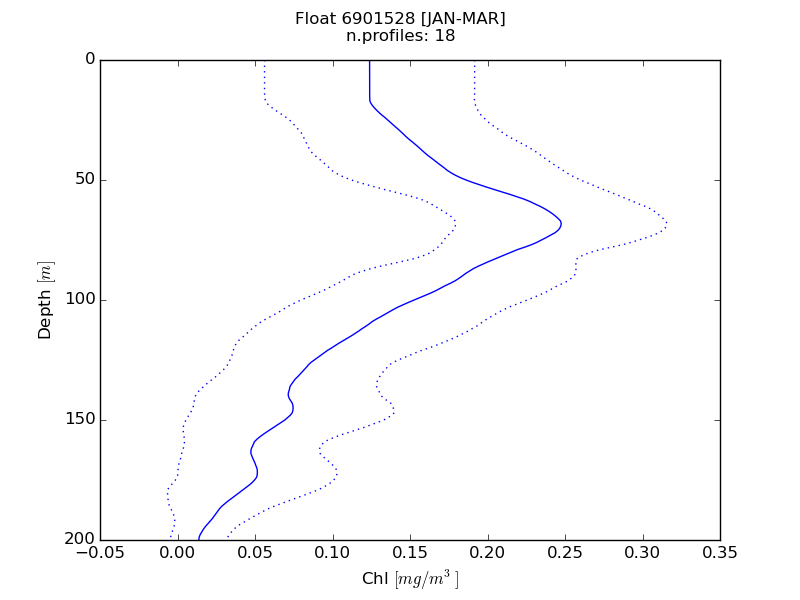 Float 6901528 [JAN-MAR]
n.profiles: 18
0
50
100
150
200
Depth [m]
−0.05 0.00 0.05 0.10 0.15 0.20 0.25 0.30 0.35
Chl [mg/m³ ]